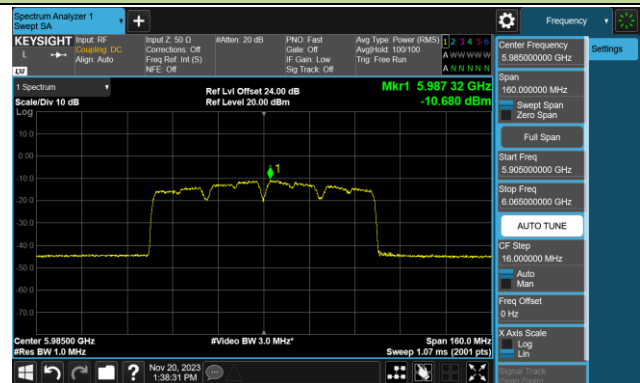 Spectrum Analyzer 1
Swept SA
Frequency
KEYSIGHT
L
LXI
Input: RF
Coupling: DC
Align: Auto
Input Z: 50 Ω
Corrections: Off
Freq Ref: Int (S)
NFE: Off
#Atten: 20 dB
PNO: Fast
Gate: Off
IF Gain: Low
Sig Track: Off
Avg Type: Power (RMS)
Avg|Hold: 100/100
Trig: Free Run
1 2 3 4 5 6
A W W W W W
A N N N N N
1 Spectrum
Scale/Div 10 dB
Log
Ref Lvl Offset 24.00 dB
Ref Level 20.00 dBm
Mkr1 5.987 32 GHz
-10.680 dBm
10.0
0.00
-10.0
-20.0
-30.0
-40.0
-50.0
-60.0
-70.0
1
Center 5.98500 GHz
#Res BW 1.0 MHz
#Video BW 3.0 MHz*
Span 160.0 MHz
Sweep 1.07 ms (2001 pts)
Center Frequency
5.985000000 GHz
Settings
Span
160.000000 MHz
Swept Span
Zero Span
Full Span
Start Freq
5.905000000 GHz
Stop Freq
6.065000000 GHz
AUTO TUNE
CF Step
16.000000 MHz
Auto
Man
Freq Offset
0 Hz
X Axis Scale
Log
Lin
Signal Track
(Span Zoom)
Nov 20, 2023
1:38:31 PM